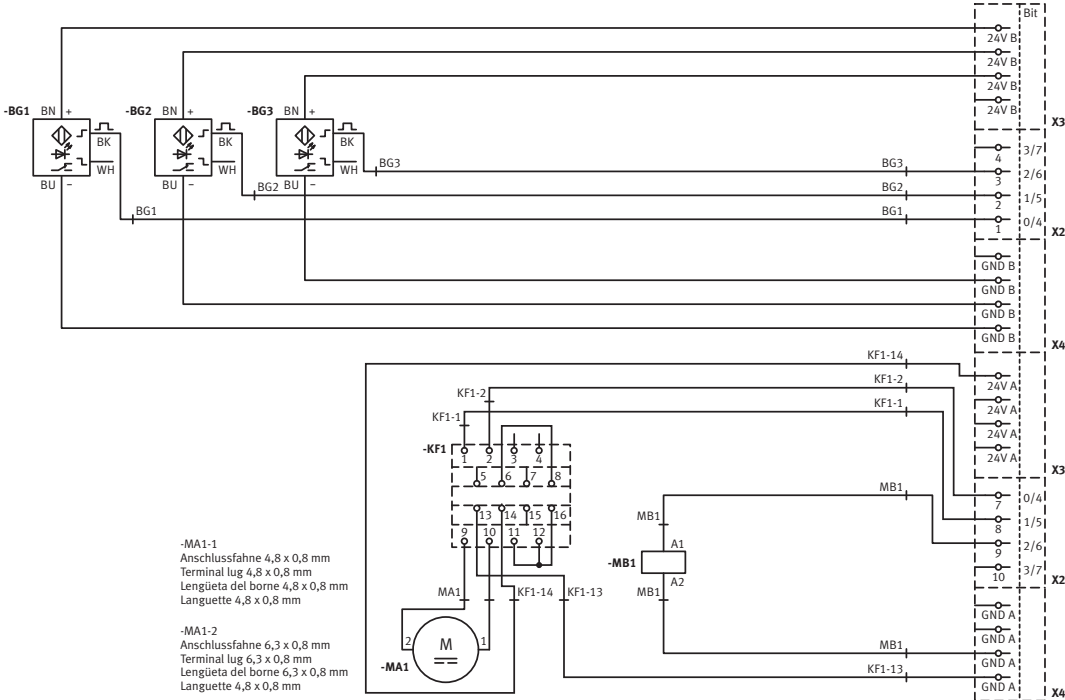 Bit
24V B
24V B
24V B
24V B
X3
-BG1 BN +
-BG2 BN +
-BG3 BN +
BK
BK
BK
WH
WH
WH
BU -
BU -
BU -
BG3
BG3
BG2
BG2
BG1
BG1
4 3/7
3 2/6
2 1/5
1 0/4
X2
GND B
GND B
GND B
GND B
X4
KF1-14
KF1-2
KF1-1
KF1-2
KF1-1
24V A
24V A
24V A
24V A
X3
-KF1
1 2 3 4
5 6 7 8
13 14 15 16
9 10 11 12
MB1
MB1
-MB1
A1
A2
MB1
7 0/4
8 1/5
9 2/6
10 3/7
X2
-MA1-1
Anschlussfahne 4,8 x 0,8 mm
Terminal lug 4,8 x 0,8 mm
Lengüeta del borne 4,8 x 0,8 mm
Languette 4,8 x 0,8 mm
-MA1-2
Anschlussfahne 6,3 x 0,8 mm
Terminal lug 6,3 x 0,8 mm
Lengüeta del borne 6,3 x 0,8 mm
Languette 4,8 x 0,8 mm
MA1
KF1-14
KF1-13
2 M 1
-MA1
MB1
KF1-13
GND A
GND A
GND A
GND A
X4